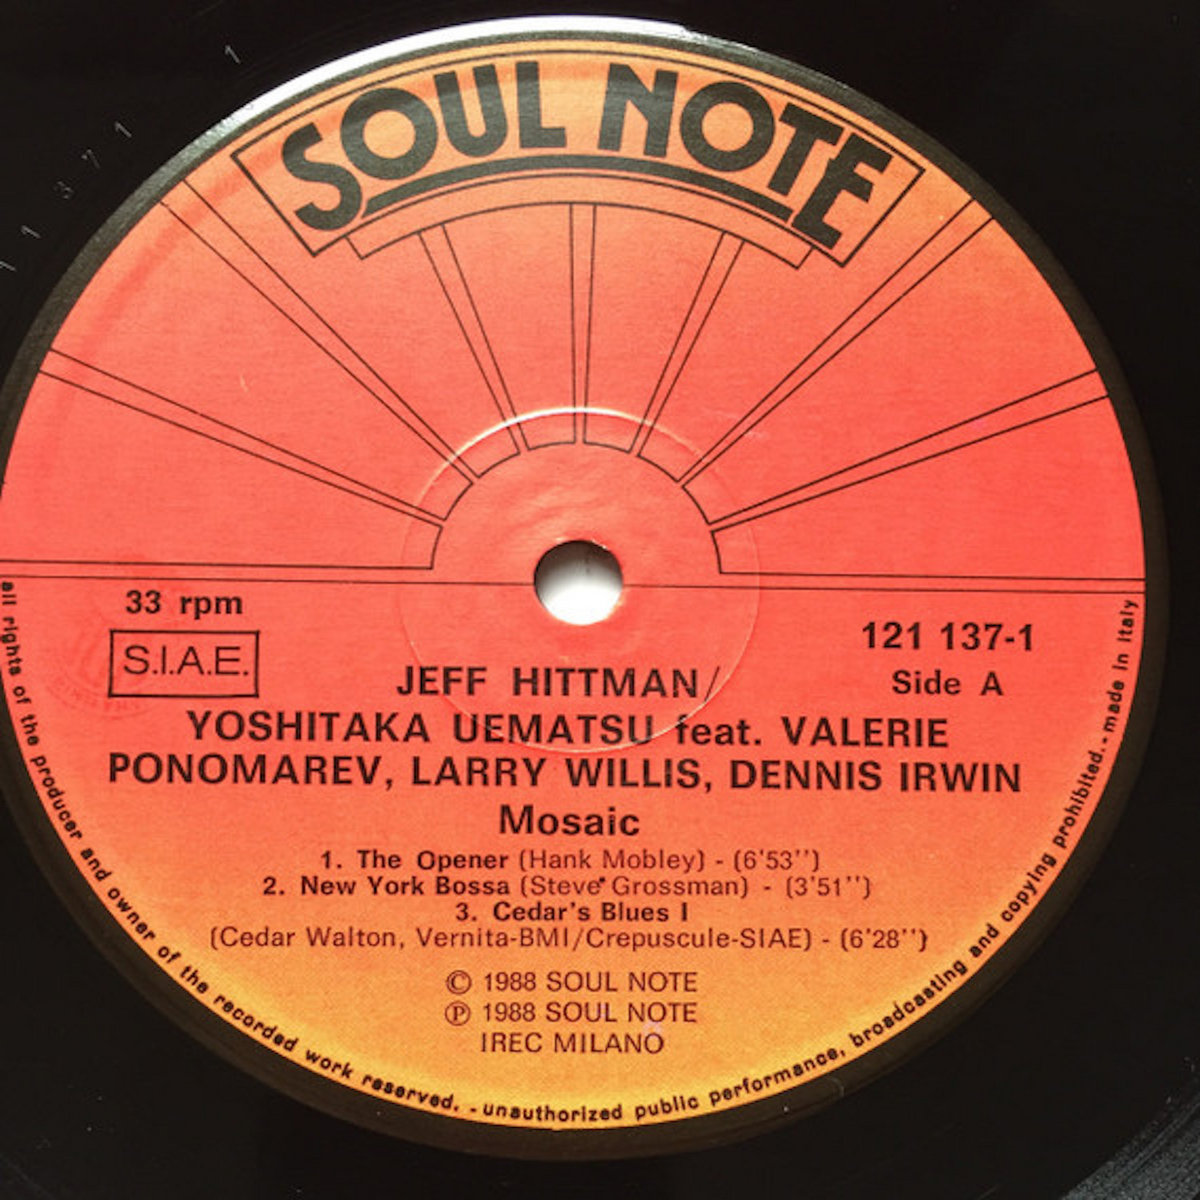 SOUL NOTE
33 rpm
S.I.A.E.
121 137-1
Side A
JEFF HITTMAN/
YOSHITAKA UEMATSU feat. VALERIE
PONOMAREV, LARRY WILLIS, DENNIS IRWIN
Mosaic
1. The Opener (Hank Mobley) - (6'53'')
2. New York Bossa (Steve Grossman) - (3'51'')
3. Cedar's Blues I
(Cedar Walton, Vernita-BMI/Crepuscule-SIAE) - (6'28'')
© 1988 SOUL NOTE
℗ 1988 SOUL NOTE
IREC MILANO
all rights of the producer and owner of the recorded work reserved. - unauthorized public performance, broadcasting and copying prohibited. - made in Italy